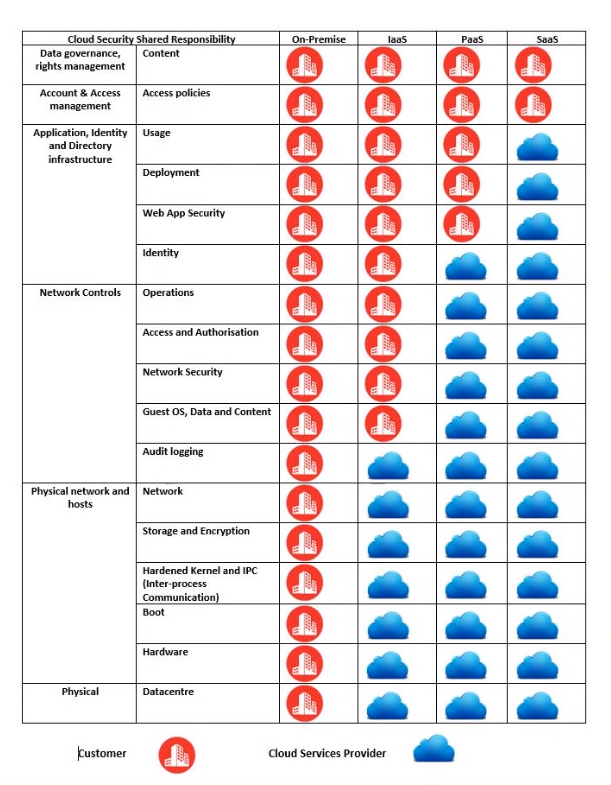 Cloud Security Shared Responsibility On-Premise IaaS PaaS SaaS
Data governance,
rights management
Content
Account & Access
management
Access policies
Application, Identity
and Directory
infrastructure
Usage
Deployment
Web App Security
Identity
Network Controls
Operations
Access and Authorisation
Network Security
Guest OS, Data and Content
Audit logging
Physical network and
hosts
Network
Storage and Encryption
Hardened Kernel and IPC
(Inter-process
Communication)
Boot
Hardware
Physical
Datacentre
Customer
Cloud Services Provider